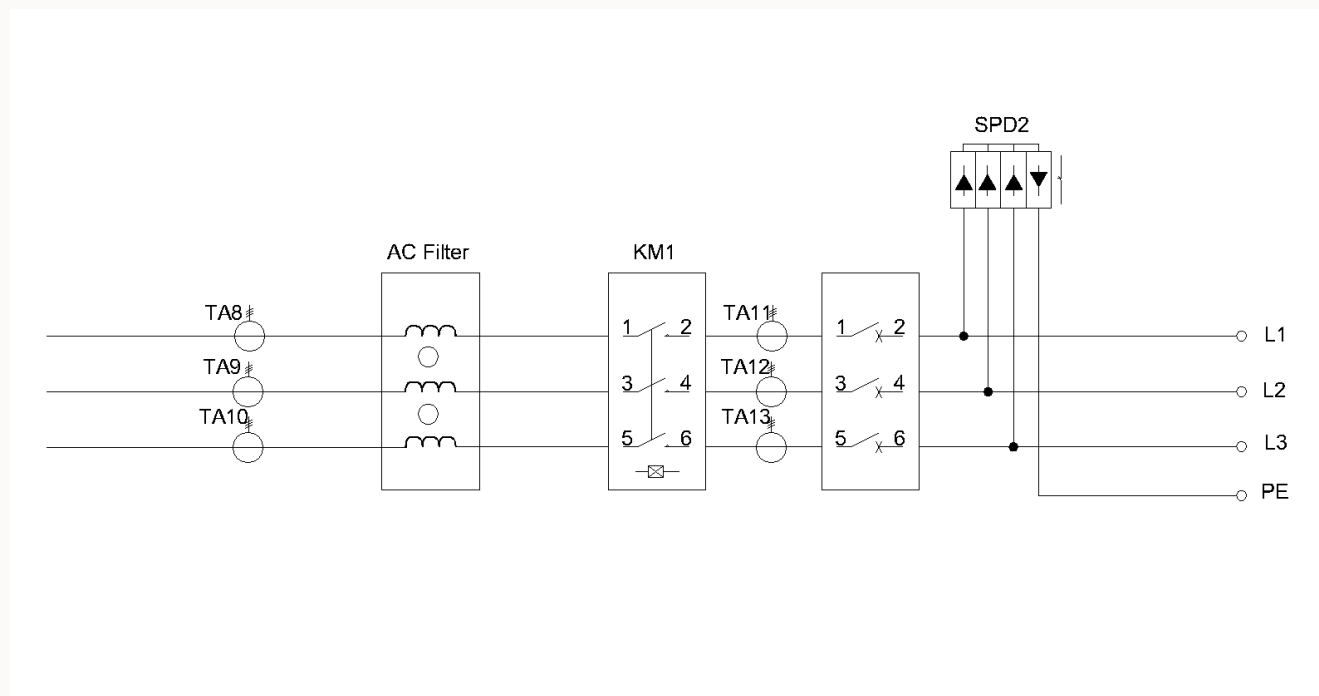 SPD2
AC Filter KM1
TA8 TA11 1 2 1 2 L1
TA9 3 4 TA12 3 4 L2
TA10 5 6 TA13 5 6 L3
PE